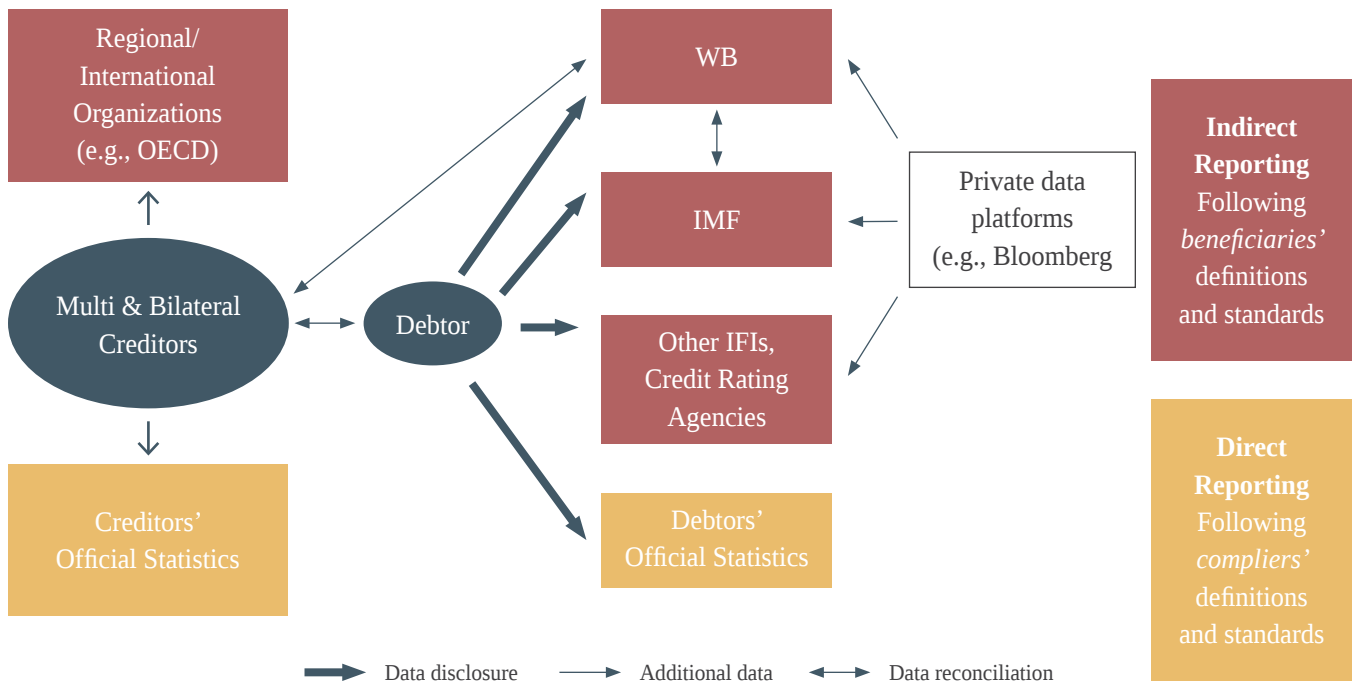 Regional/
International
Organizations
(e.g., OECD)
Multi & Bilateral
Creditors
Creditors’
Official Statistics
Debtor
WB
IMF
Other IFIs,
Credit Rating
Agencies
Debtors’
Official Statistics
Private data
platforms
(e.g., Bloomberg
Indirect
Reporting
Following
beneficiaries’
definitions
and standards
Direct
Reporting
Following
compliers’
definitions
and standards
Data disclosure
Additional data
Data reconciliation